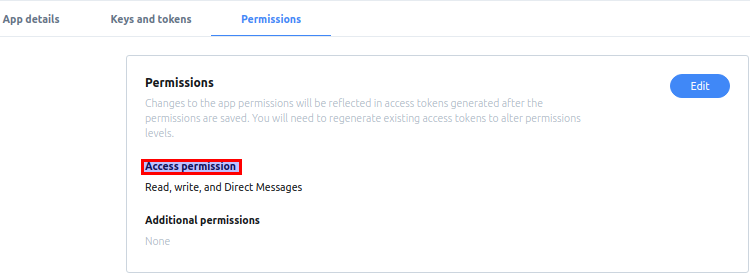 App details
Keys and tokens
Permissions
Permissions
Edit
Changes to the app permissions will be reflected in access tokens generated after the
permissions are saved. You will need to regenerate existing access tokens to alter permissions
levels.
Access permission
Read, write, and Direct Messages
Additional permissions
None